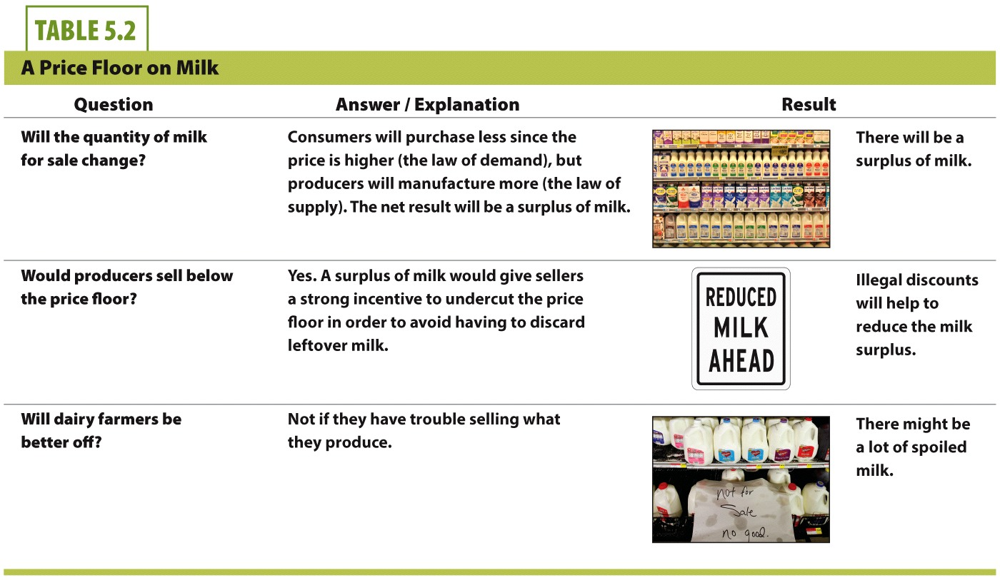 TABLE 5.2
A Price Floor on Milk
Question
Answer / Explanation
Result
Will the quantity of milk
for sale change?
Consumers will purchase less since the
price is higher (the law of demand), but
producers will manufacture more (the law of
supply). The net result will be a surplus of milk.
There will be a
surplus of milk.
Would producers sell below
the price floor?
Yes. A surplus of milk would give sellers
a strong incentive to undercut the price
floor in order to avoid having to discard
leftover milk.
REDUCED
MILK
AHEAD
Illegal discounts
will help to
reduce the milk
surplus.
Will dairy farmers be
better off?
Not if they have trouble selling what
they produce.
not for
Sale
no good.
There might be
a lot of spoiled
milk.